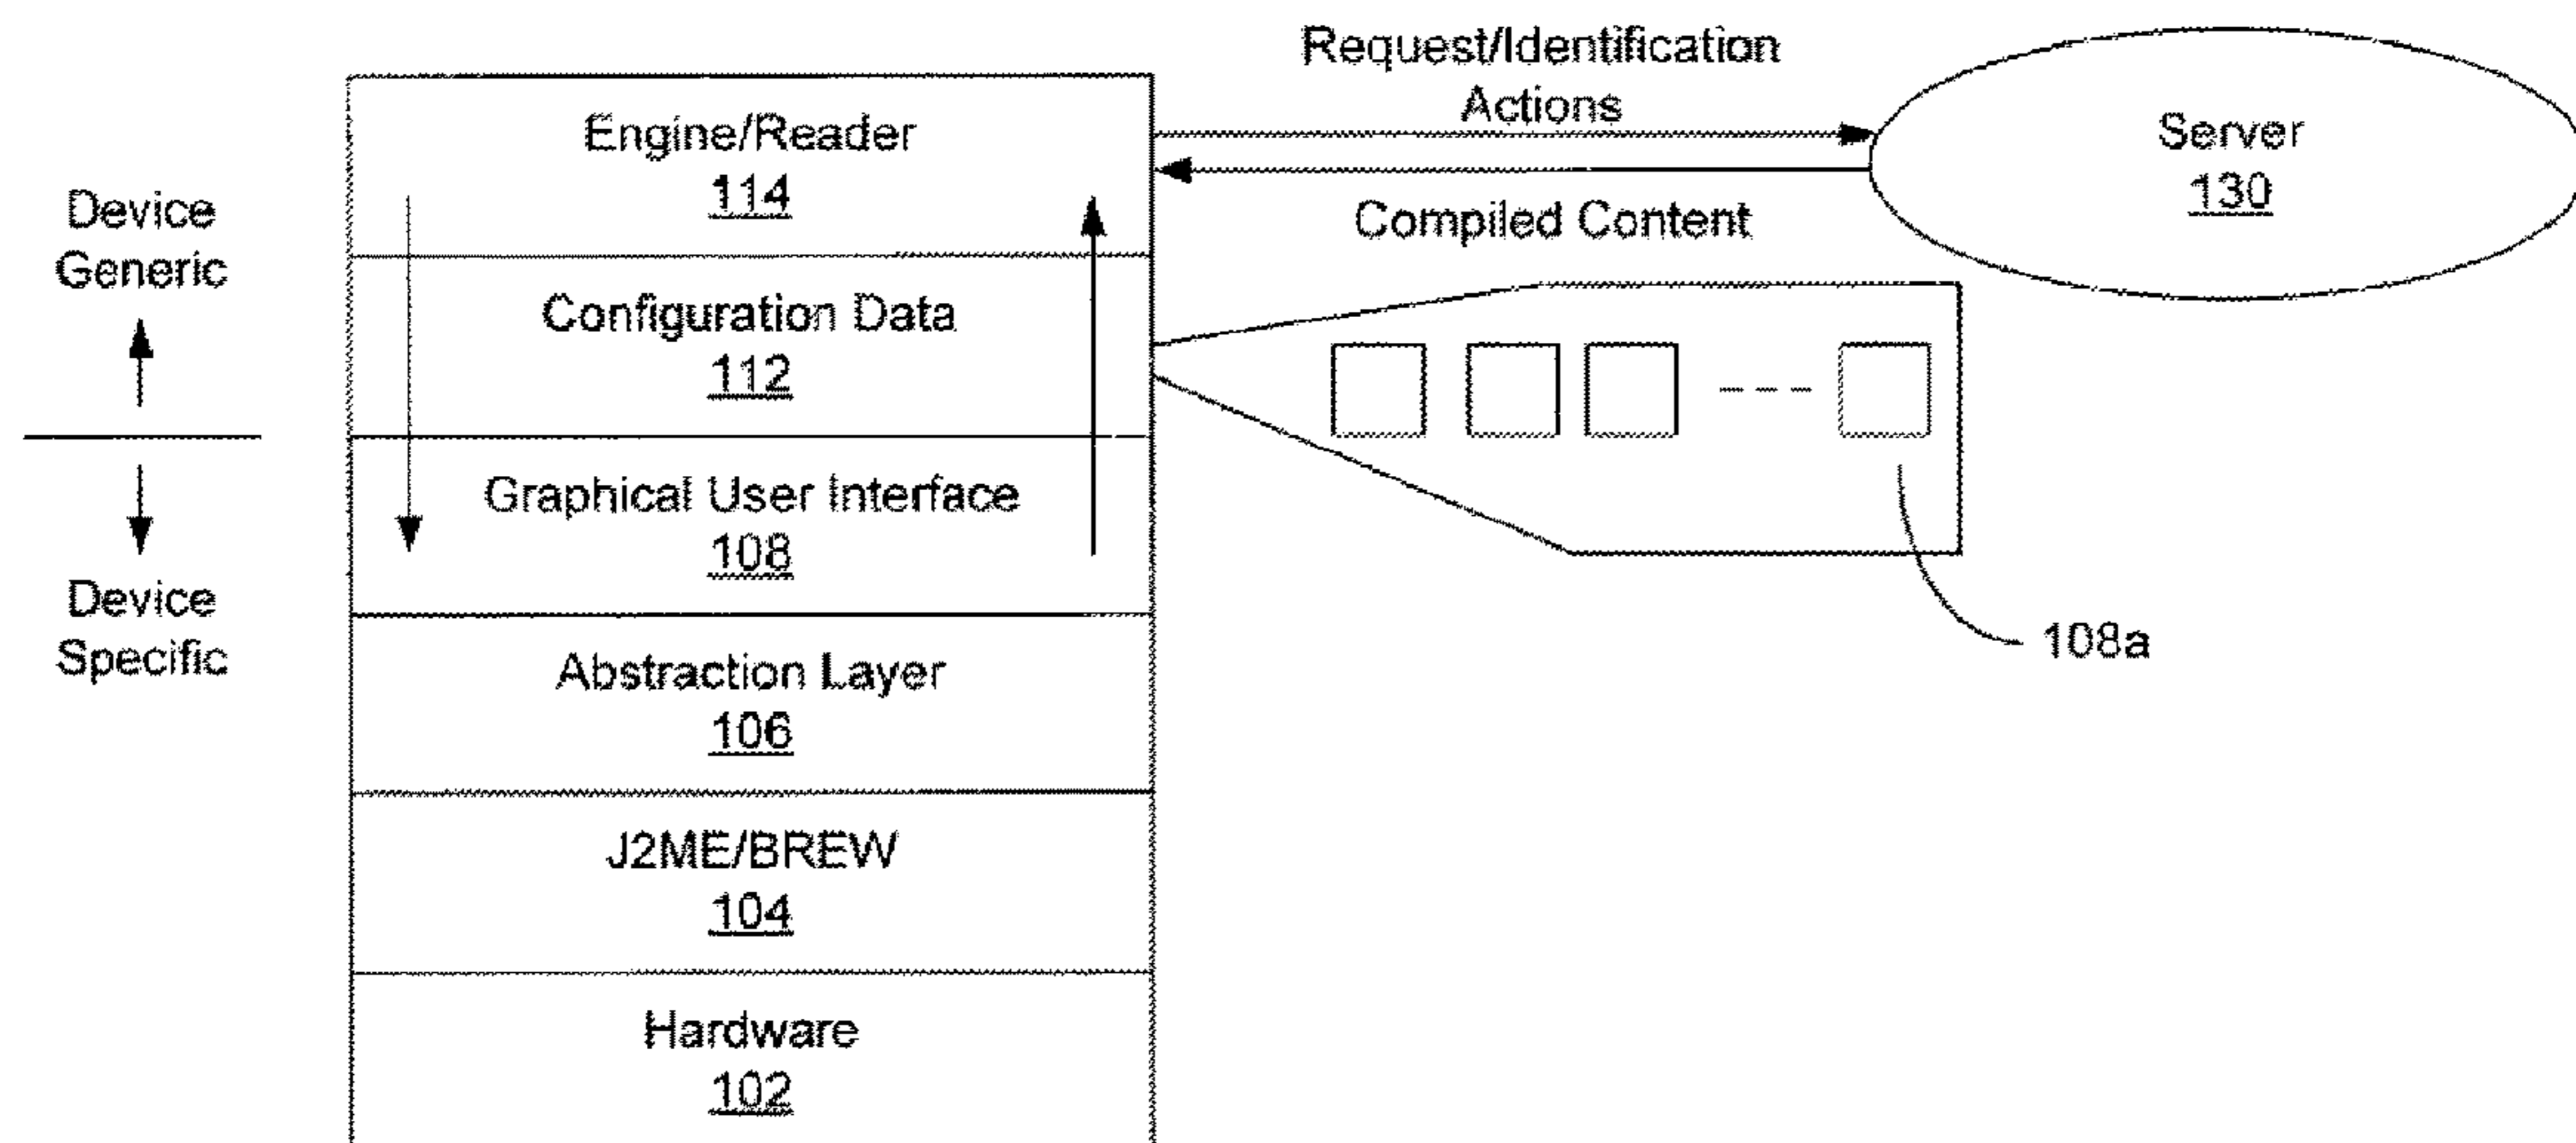 Request/Identification
Actions
Server
130
Compiled Content
Engine/Reader
114
Device
Generic
Configuration Data
112
Graphical User Interface
108
Device
Specific
108a
Abstraction Layer
106
J2ME/BREW
104
Hardware
102